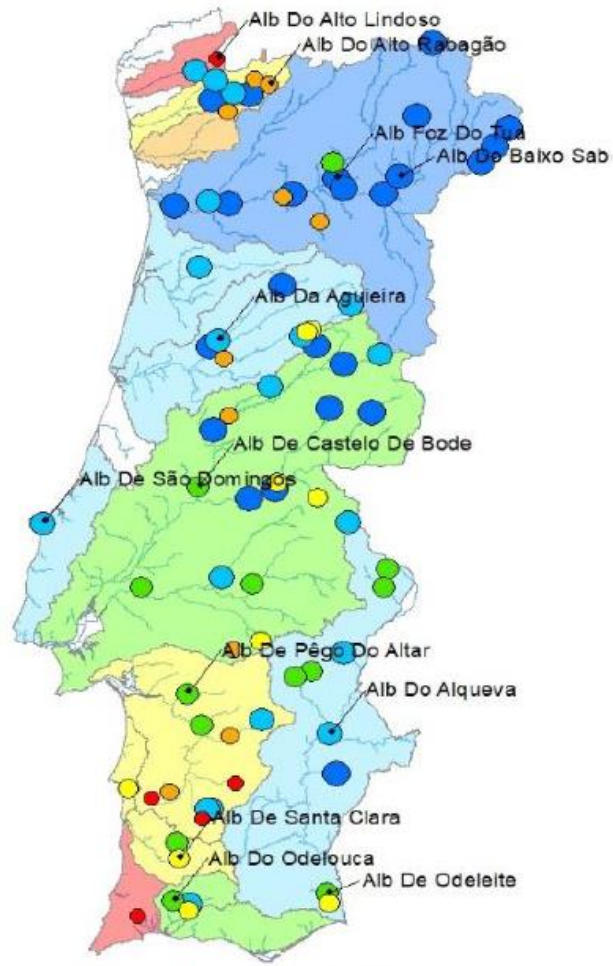 Alb Do Alto Lindoso
Alb Do Alto Rabagão
Alb Foz Do Tua
Alb Do Baixo Sab
Alb Da Aguieira
Alb De Castelo De Bode
Alb De São Domingos
Alb De Pêgo Do Altar
Alb Do Alqueva
Alb De Santa Clara
Alb Do Odelouca
Alb De Odeleite